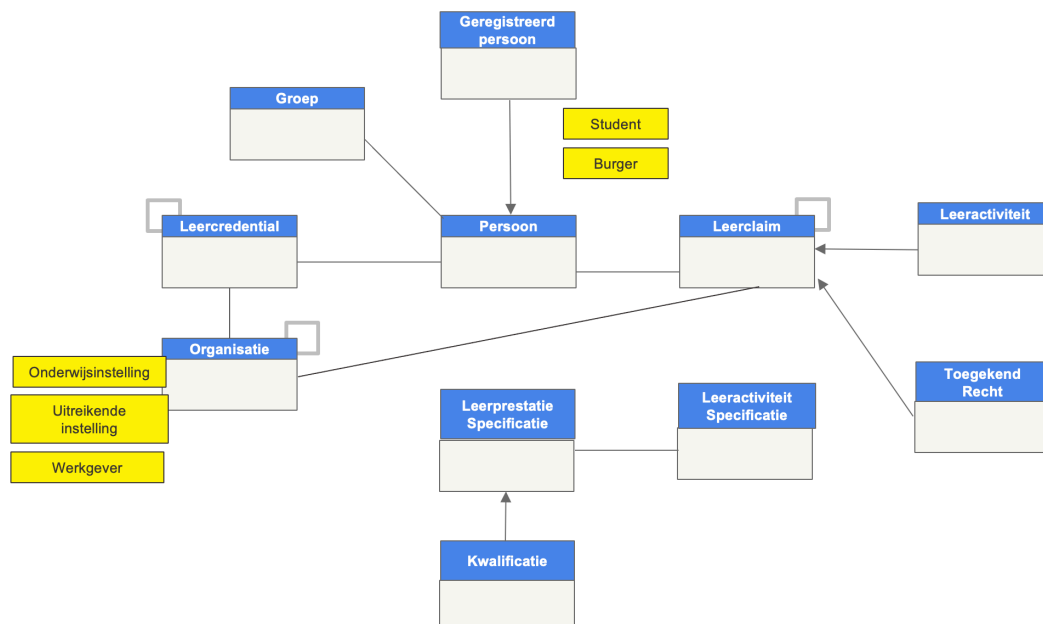 Geregistreerd
persoon
Groep
Student
Burger
Leercredential
Persoon
Leerclaim
Leeractiviteit
Organisatie
Onderwijsinstelling
Uitreikende
instelling
Werkgever
Leerprestatie
Specificatie
Leeractiviteit
Specificatie
Toegekend
Recht
Kwalificatie